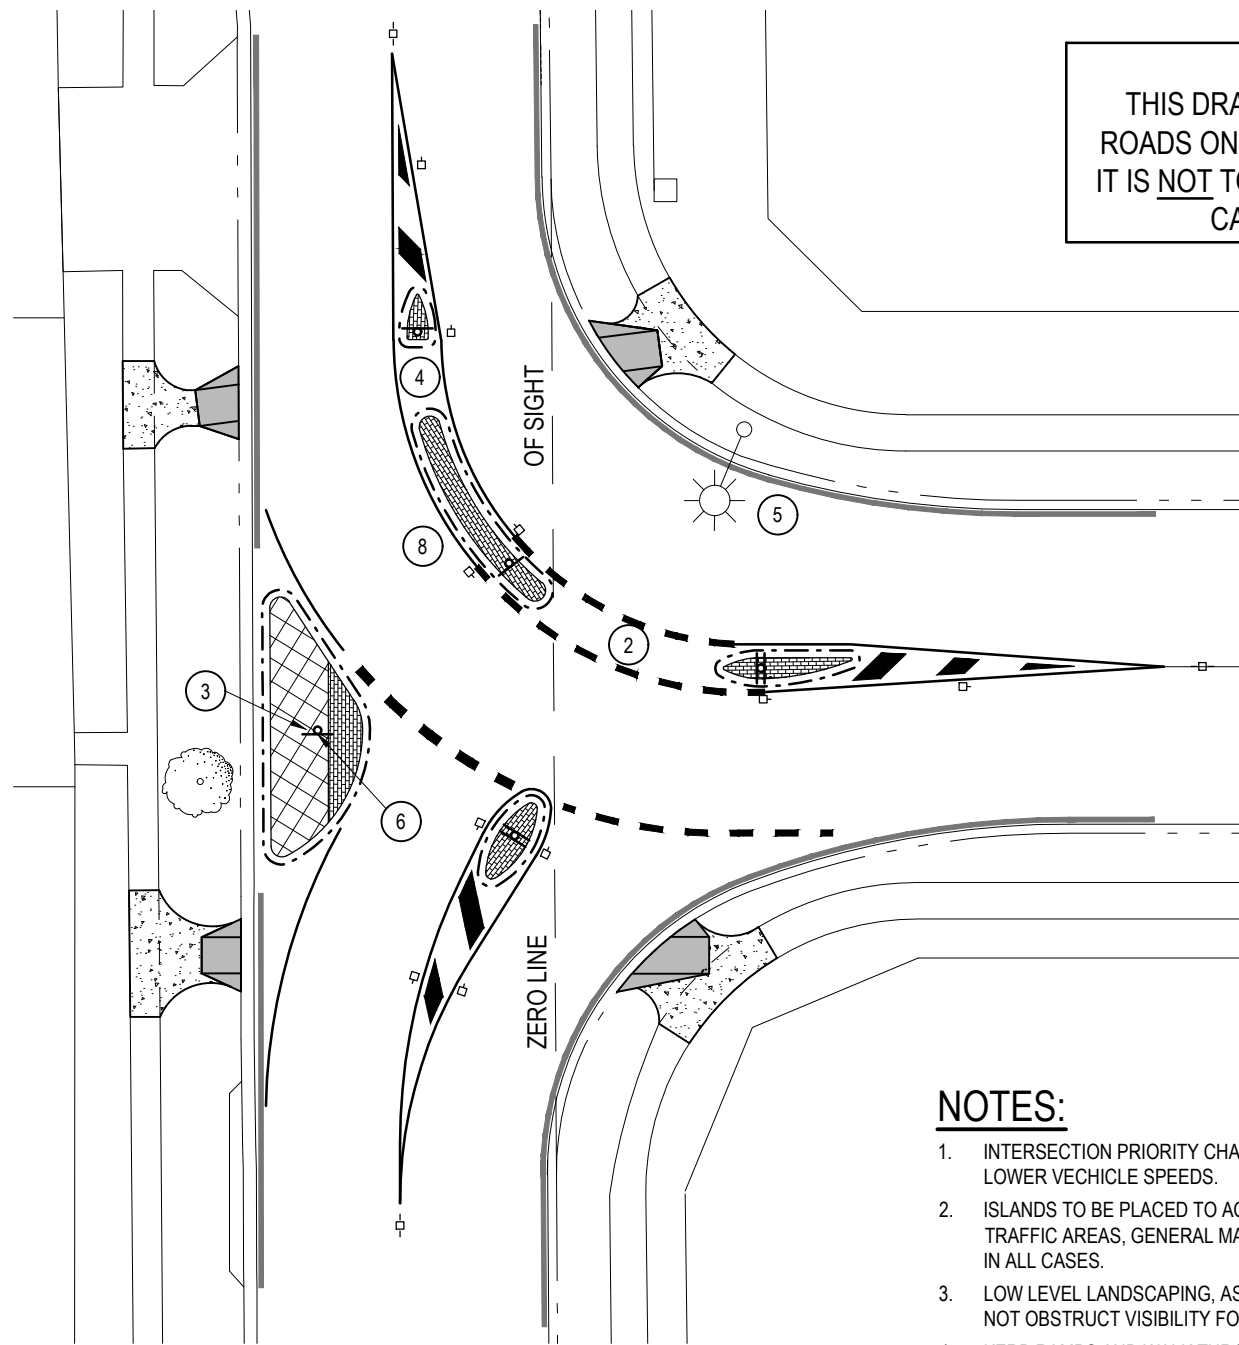 THIS DRA
ROADS ON
IT IS NOT TO
CA
4
OF SIGHT
5
8
2
3
6
ZERO LINE
NOTES:
1. INTERSECTION PRIORITY CHA
LOWER VECHICLE SPEEDS.
2. ISLANDS TO BE PLACED TO AC
TRAFFIC AREAS, GENERAL MA
IN ALL CASES.
3. LOW LEVEL LANDSCAPING, AS
NOT OBSTRUCT VISIBILITY FO